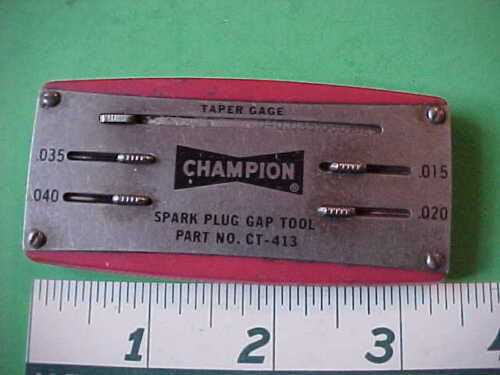 TAPER GAGE
.035
.015
CHAMPION ®
.040
.020
SPARK PLUG GAP TOOL
PART NO. CT-413
1 2 3